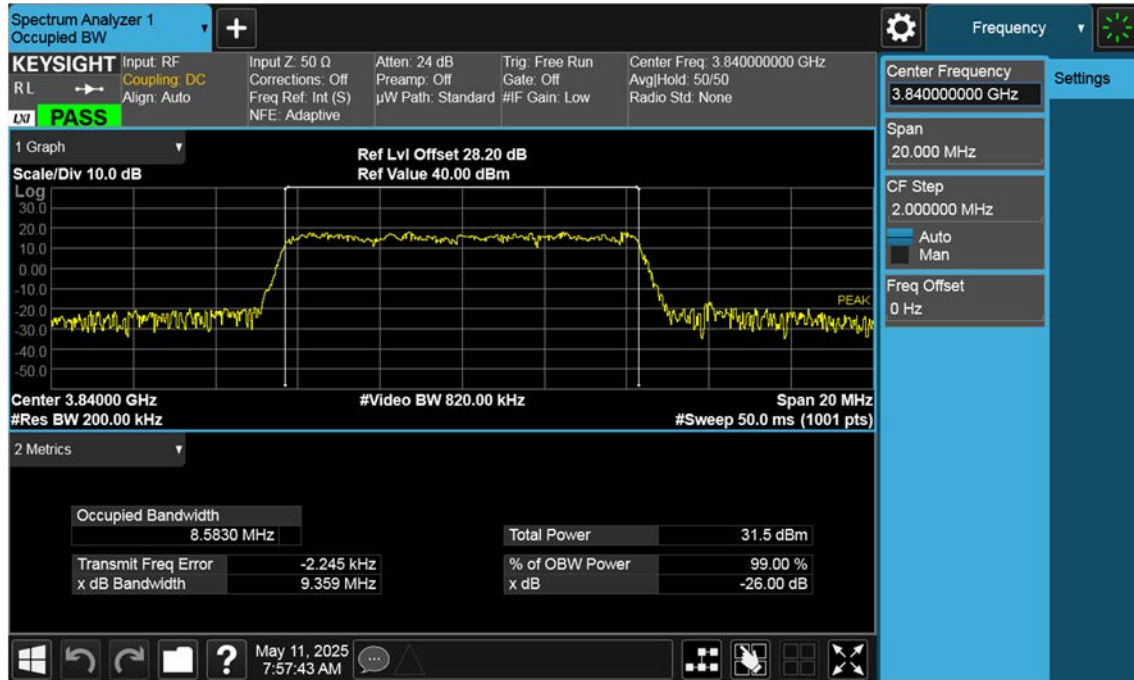 Spectrum Analyzer 1
Occupied BW
+
Frequency
KEYSIGHT
R L
LXI PASS
Input: RF
Coupling: DC
Align: Auto
Input Z: 50 Ω
Corrections: Off
Freq Ref: Int (S)
NFE: Adaptive
Atten: 24 dB
Preamp: Off
µW Path: Standard
Trig: Free Run
Gate: Off
#IF Gain: Low
Center Freq: 3.840000000 GHz
Avg|Hold: 50/50
Radio Std: None
Center Frequency
3.840000000 GHz
Settings
Span
20.000 MHz
CF Step
2.000000 MHz
Auto
Man
Freq Offset
0 Hz
1 Graph
Scale/Div 10.0 dB
Ref Lvl Offset 28.20 dB
Ref Value 40.00 dBm
Log
30.0
20.0
10.0
0.00
-10.0
-20.0
-30.0
-40.0
-50.0
PEAK
Center 3.84000 GHz
#Video BW 820.00 kHz
Span 20 MHz
#Res BW 200.00 kHz
#Sweep 50.0 ms (1001 pts)
2 Metrics
Occupied Bandwidth
8.5830 MHz
Total Power 31.5 dBm
Transmit Freq Error -2.245 kHz
% of OBW Power 99.00 %
x dB Bandwidth 9.359 MHz
x dB -26.00 dB
?
May 11, 2025
7:57:43 AM